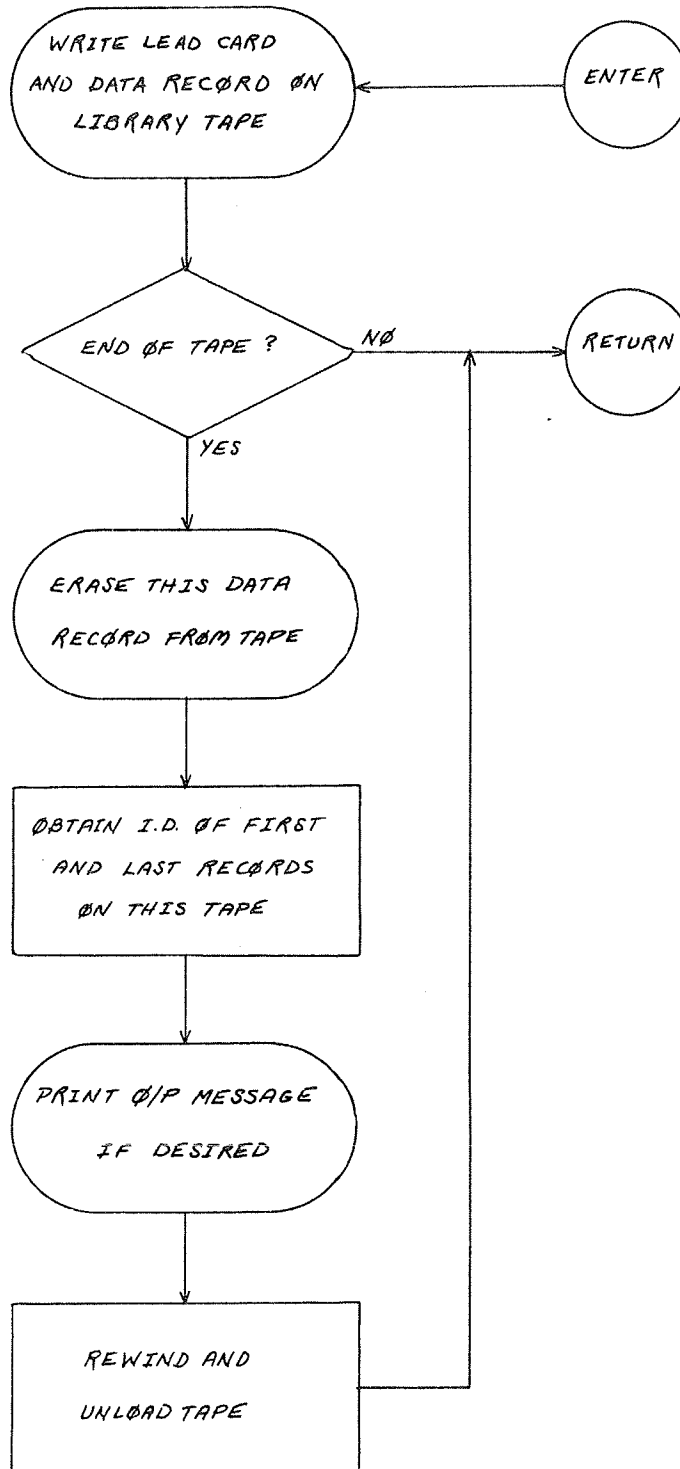 WRITE LEAD CARD
AND DATA RECØRD ØN
LIBRARY TAPE
ENTER
END ØF TAPE ?
NØ
RETURN
YES
ERASE THIS DATA
RECØRD FRØM TAPE
ØBTAIN I.D. ØF FIRST
AND LAST RECØRDS
ØN THIS TAPE
PRINT Ø/P MESSAGE
IF DESIRED
REWIND AND
UNLØAD TAPE